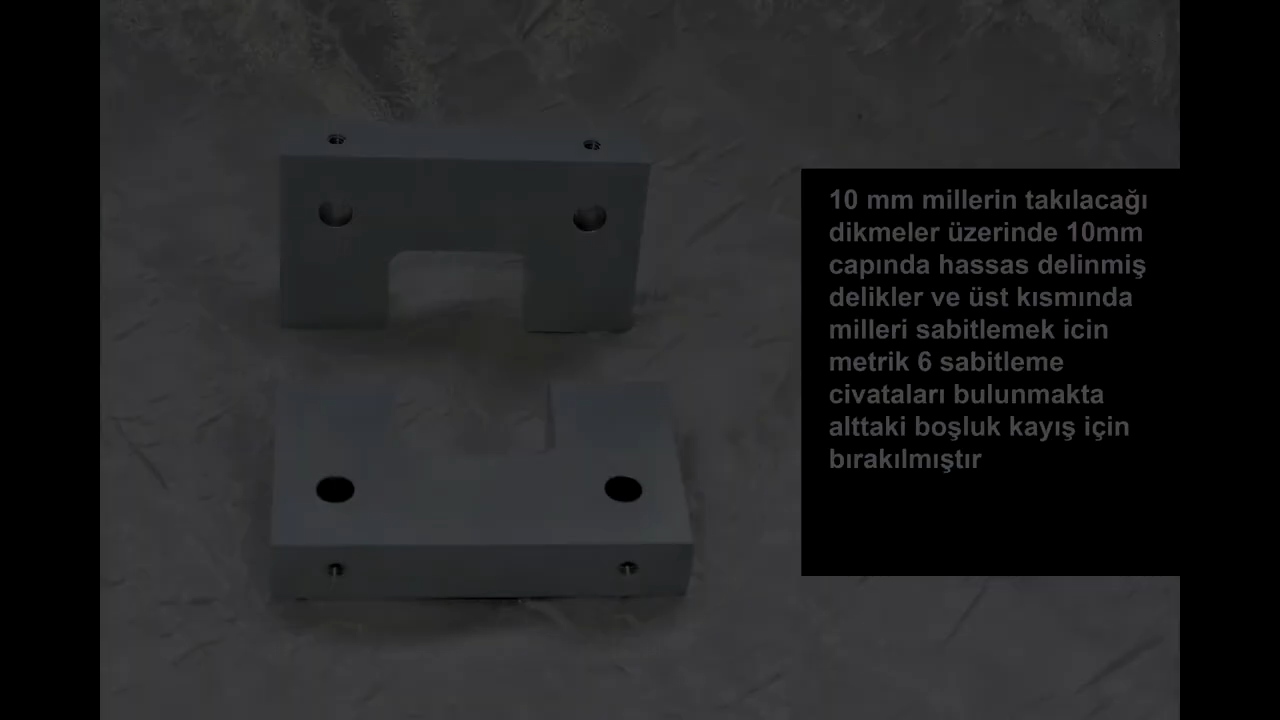 10 mm millerin takılacağı
dikmeler üzerinde 10mm
capında hassas delinmiş
delikler ve üst kısmında
milleri sabitlemek icin
metrik 6 sabitleme
civataları bulunmakta
alttaki boşluk kayış için
bırakılmıştır